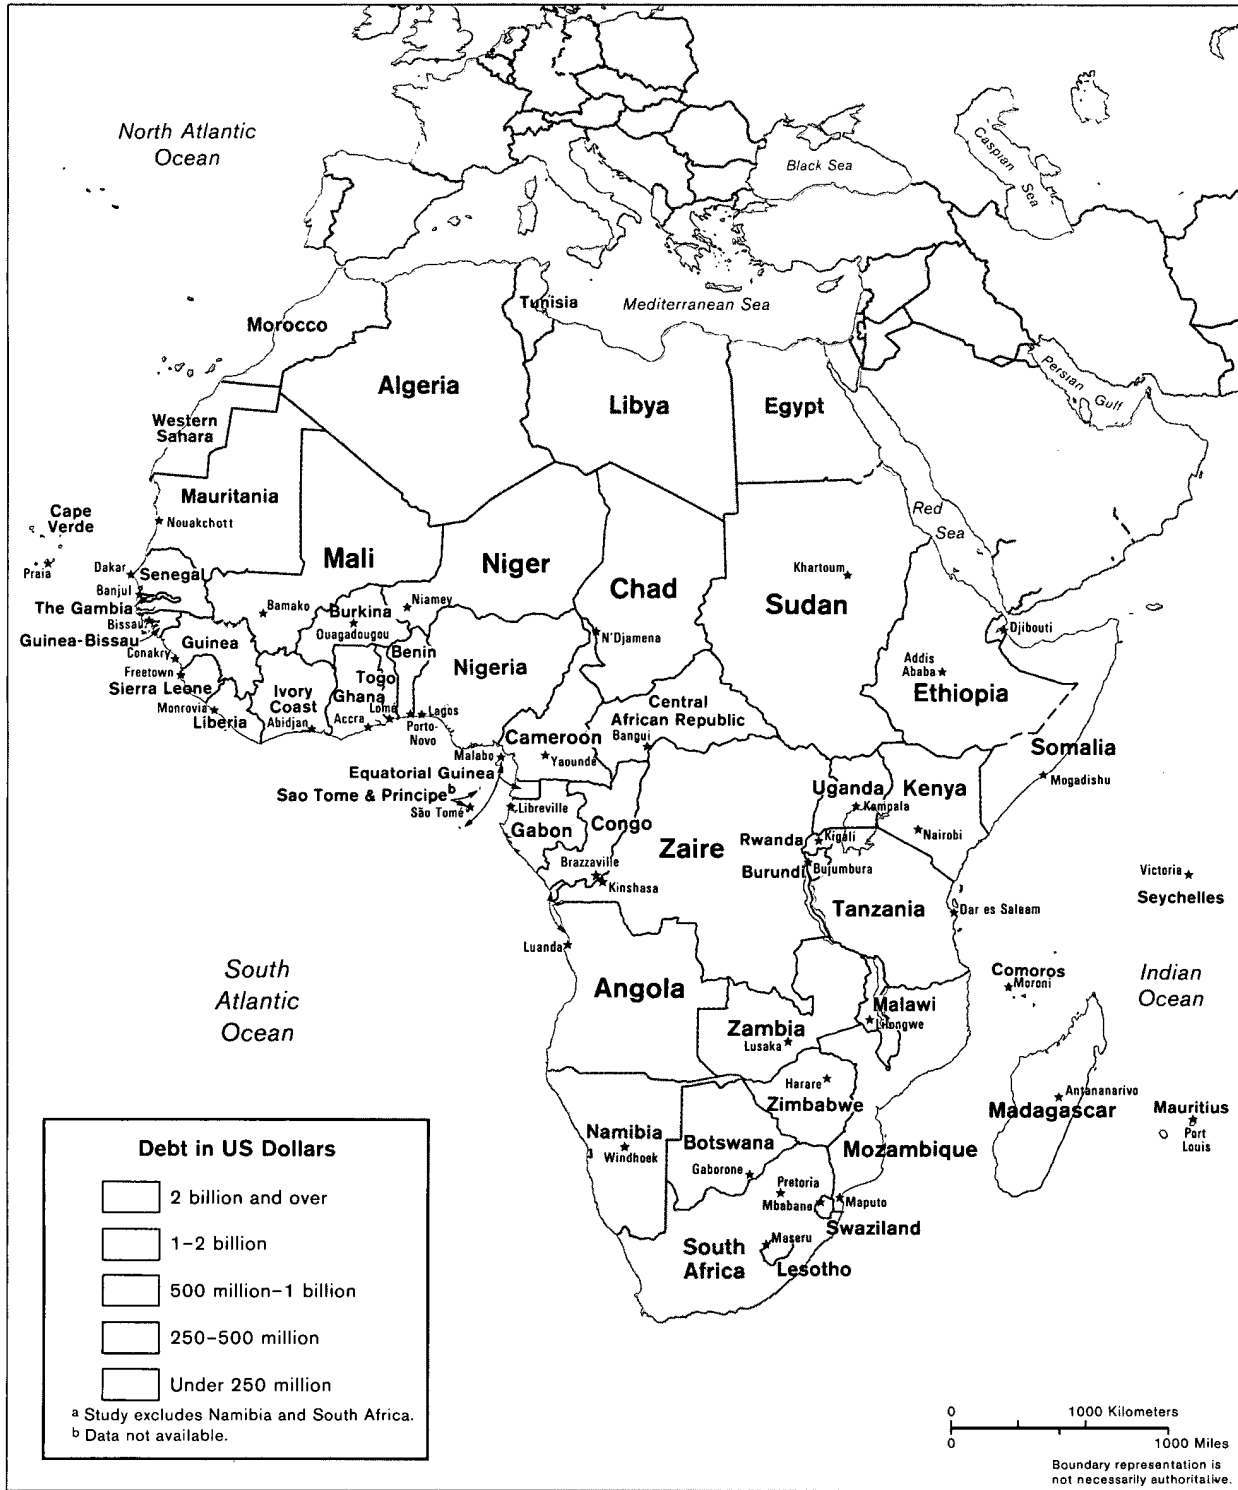 North Atlantic
Ocean
Black Sea
Caspian
Sea
Mediterranean Sea
Persian
Gulf
Red
Sea
Morocco
Tunisia
Algeria
Libya
Egypt
Western
Sahara
Mauritania
Nouakchott
Cape
Verde
Praia
Dakar
Senegal
Banjul
The Gambia
Bissau
Guinea-Bissau
Guinea
Conakry
Freetown
Sierra Leone
Monrovia
Liberia
Mali
Bamako
Burkina
Ouagadougou
Niger
Niamey
Chad
N'Djamena
Sudan
Khartoum
Djibouti
Addis
Ababa
Ethiopia
Somalia
Mogadishu
Ivory
Coast
Abidjan
Ghana
Accra
Togo
Lomé
Benin
Porto-
Novo
Nigeria
Lagos
Cameroon
Yaoundé
Central
African Republic
Bangui
Malabo
Equatorial Guinea
Sao Tome & Principe b
São Tomé
Libreville
Gabon
Congo
Brazzaville
Kinshasa
Zaire
Uganda
Kampala
Kenya
Nairobi
Rwanda
Kigali
Burundi
Bujumbura
Tanzania
Dar es Salaam
Victoria
Seychelles
Luanda
Angola
South
Atlantic
Ocean
Comoros
Moroni
Indian
Ocean
Malawi
Lilongwe
Zambia
Lusaka
Harare
Zimbabwe
Mozambique
Antananarivo
Madagascar
Mauritius
Port
Louis
Namibia
Windhoek
Botswana
Gaborone
Pretoria
Mbabane
Maputo
Swaziland
Maseru
South
Africa
Lesotho
Debt in US Dollars
2 billion and over
1–2 billion
500 million–1 billion
250–500 million
Under 250 million
a Study excludes Namibia and South Africa.
b Data not available.
0 1000 Kilometers
0 1000 Miles
Boundary representation is
not necessarily authoritative.